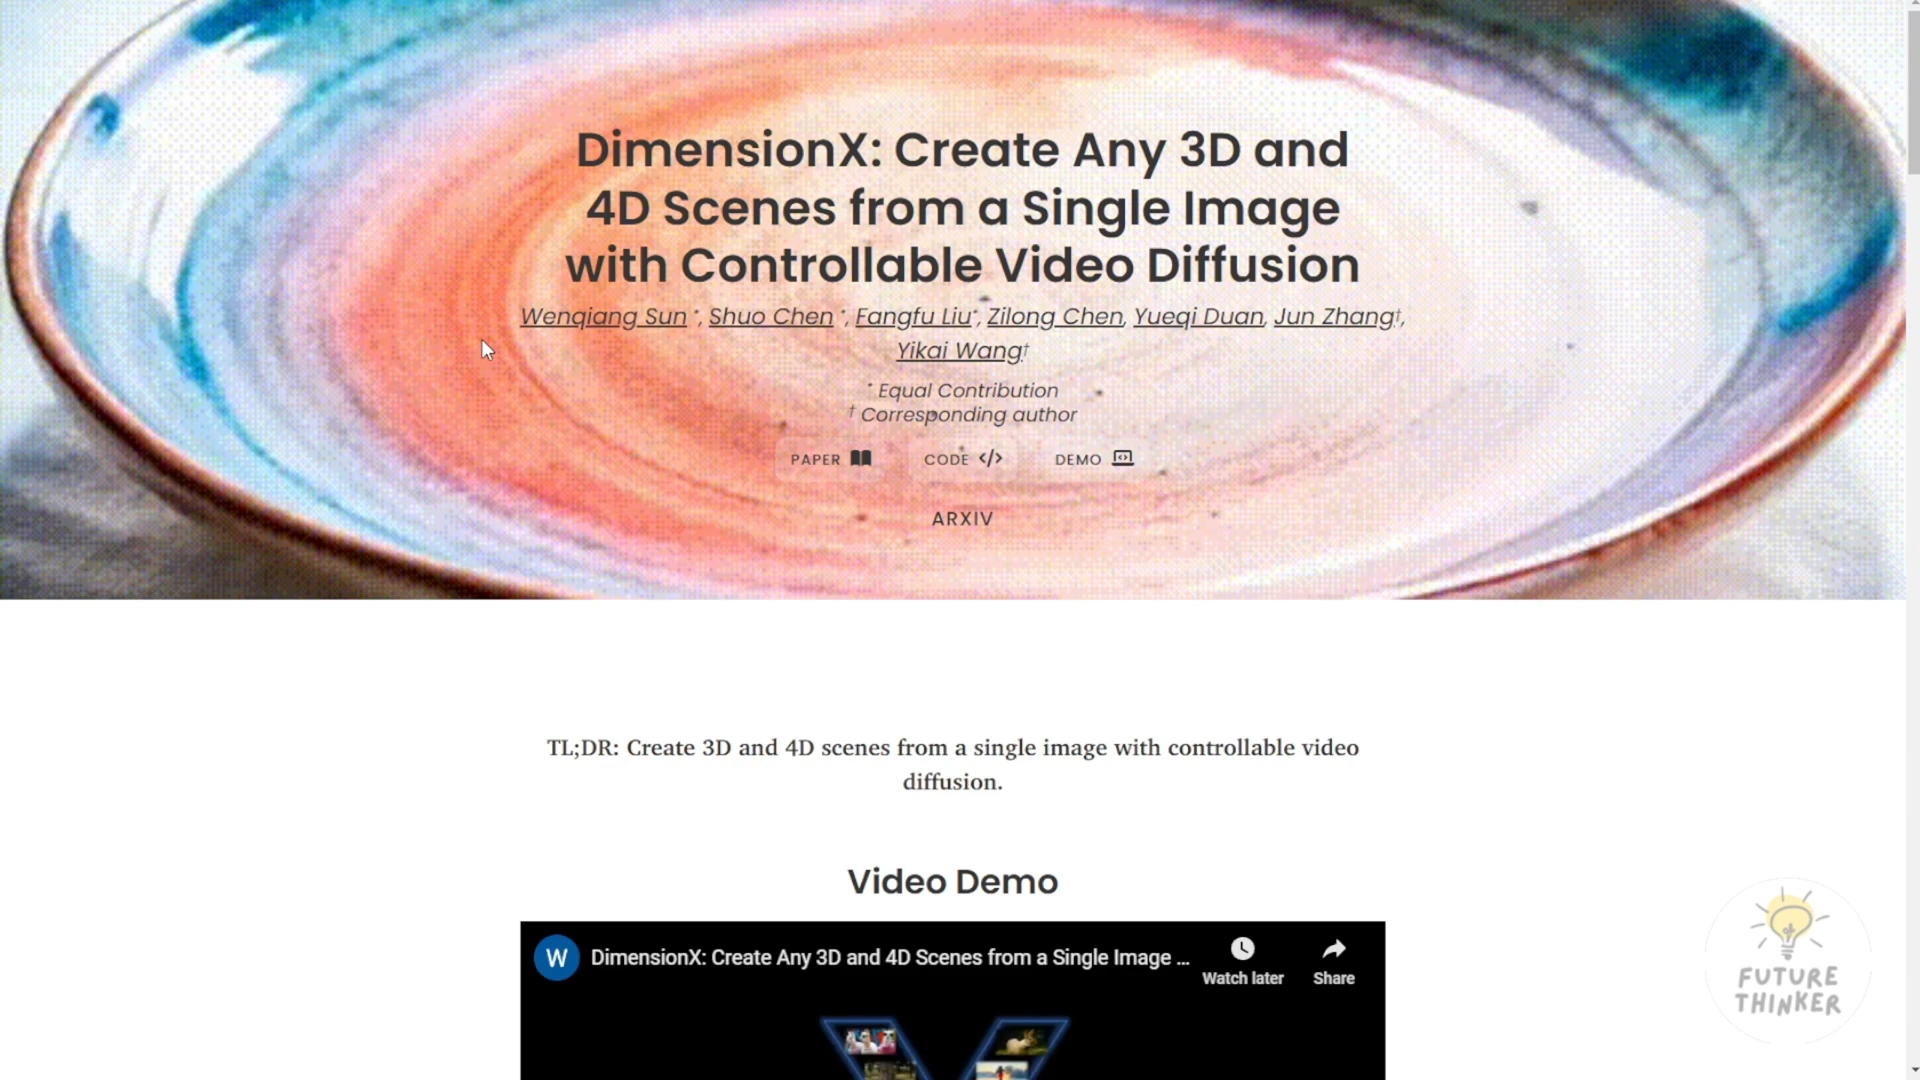 DimensionX: Create Any 3D and
4D Scenes from a Single Image
with Controllable Video Diffusion
Wenqiang Sun*, Shuo Chen*, Fangfu Liu*, Zilong Chen, Yueqi Duan, Jun Zhang†,
Yikai Wang†
* Equal Contribution
† Corresponding author
PAPER CODE </> DEMO
ARXIV
TL;DR: Create 3D and 4D scenes from a single image with controllable video
diffusion.
Video Demo
W DimensionX: Create Any 3D and 4D Scenes from a Single Image ...
Watch later Share
FUTURE
THINKER